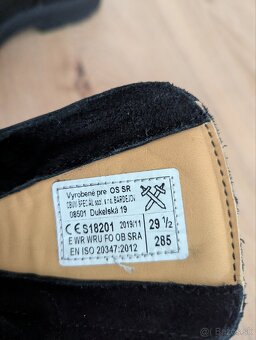 Vyrobené pre OS SR
OBUV ŠPECIÁL spol. s r.o. BARDEJOV
08501 Dukelská 19
CE S18201 2019/11
E WR WRU FO OB SRA
EN ISO 20347:2012
29 1/2
285